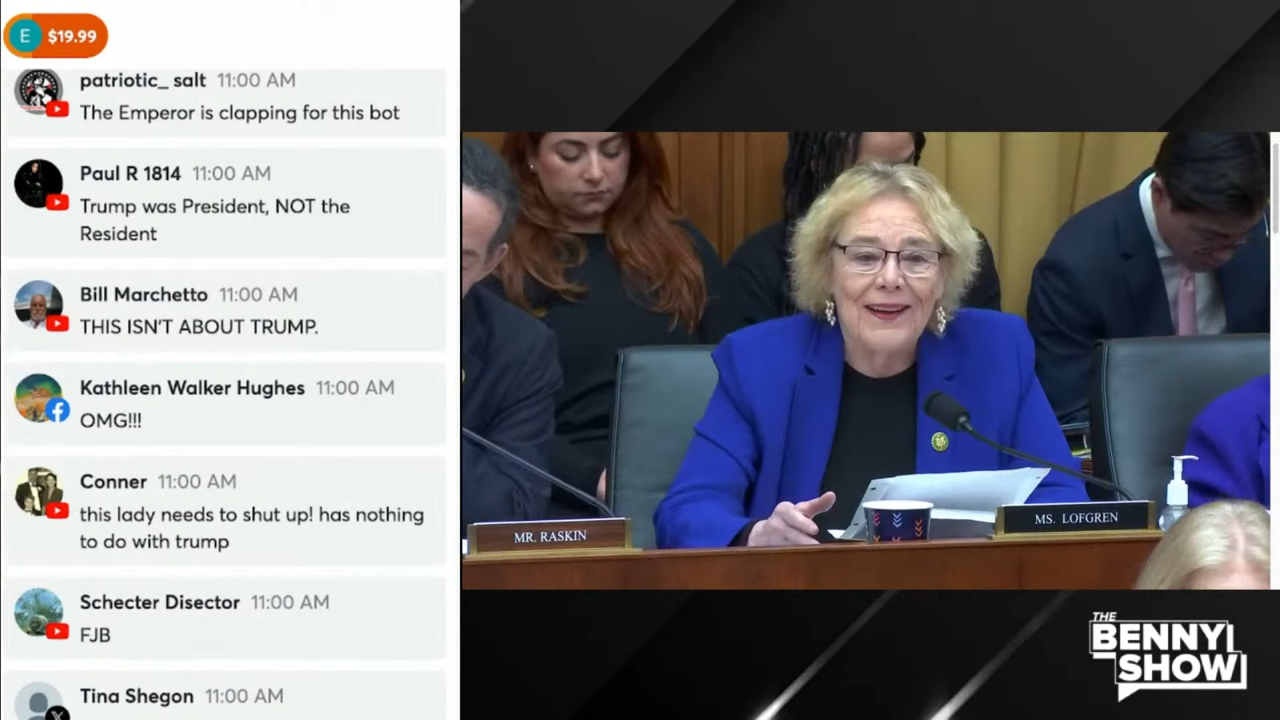 E $19.99
patriotic_ salt 11:00 AM
The Emperor is clapping for this bot
Paul R 1814 11:00 AM
Trump was President, NOT the
Resident
Bill Marchetto 11:00 AM
THIS ISN'T ABOUT TRUMP.
Kathleen Walker Hughes 11:00 AM
OMG!!!
Conner 11:00 AM
this lady needs to shut up! has nothing
to do with trump
Schecter Disector 11:00 AM
FJB
Tina Shegon 11:00 AM
MR. RASKIN
MS. LOFGREN
THE
BENNY
SHOW